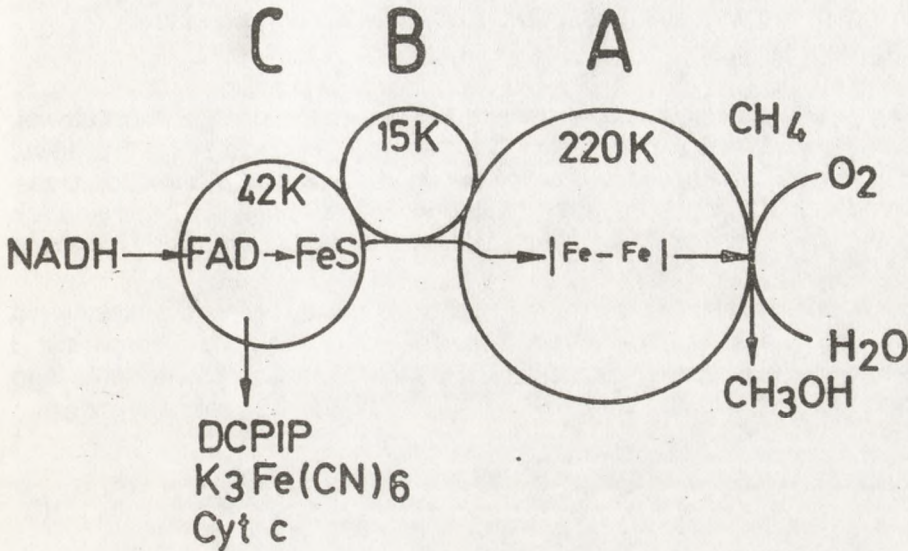 C B A
15K 220K CH4
42K O2
NADH → FAD → FeS → |Fe – Fe| →
H2O
CH3OH
DCPIP
K3Fe(CN)6
Cyt c